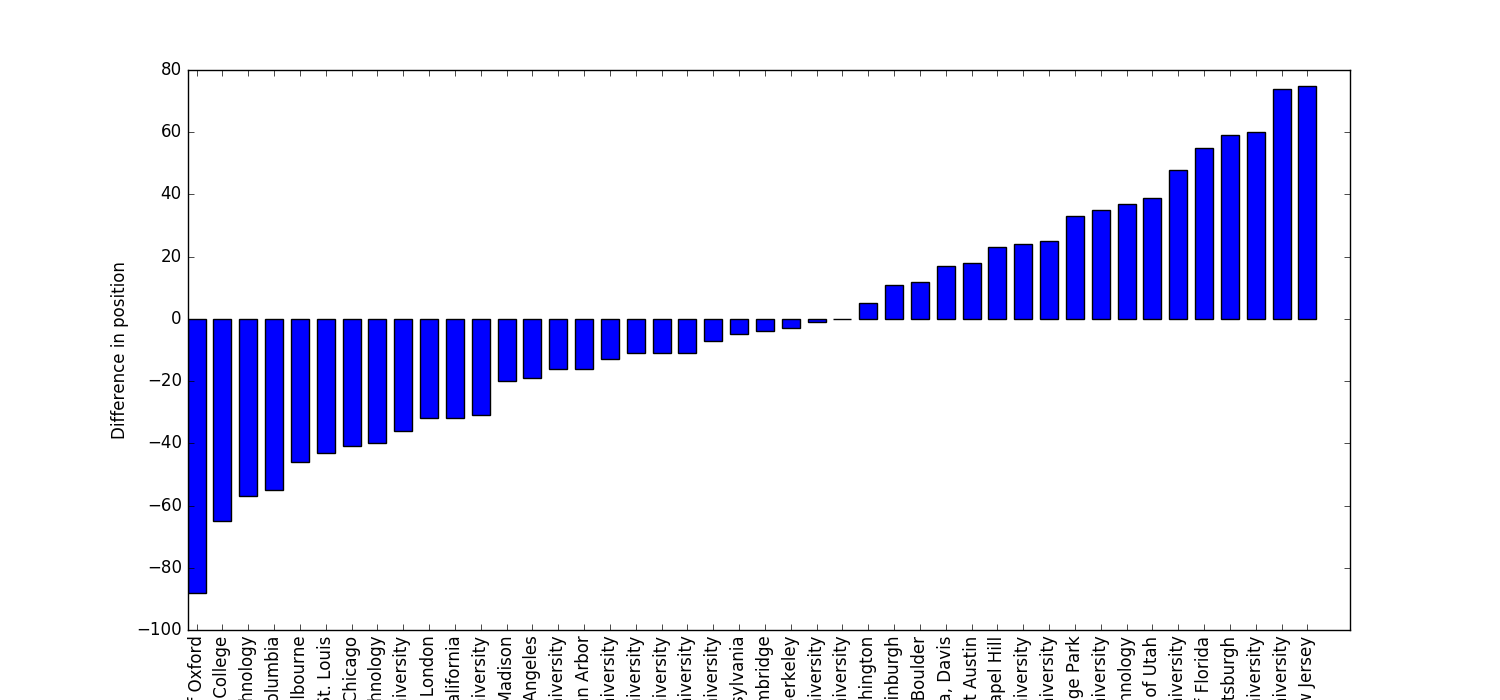 80
60
40
20
0
−20
−40
−60
−80
−100
Difference in position
f Oxford
College
hnology
olumbia
lbourne
St. Louis
Chicago
hnology
iversity
London
alifornia
iversity
Madison
Angeles
iversity
n Arbor
iversity
iversity
iversity
iversity
iversity
sylvania
mbridge
erkeley
iversity
iversity
hington
inburgh
Boulder
a, Davis
t Austin
apel Hill
iversity
iversity
ge Park
iversity
hnology
of Utah
iversity
f Florida
tsburgh
iversity
iversity
w Jersey